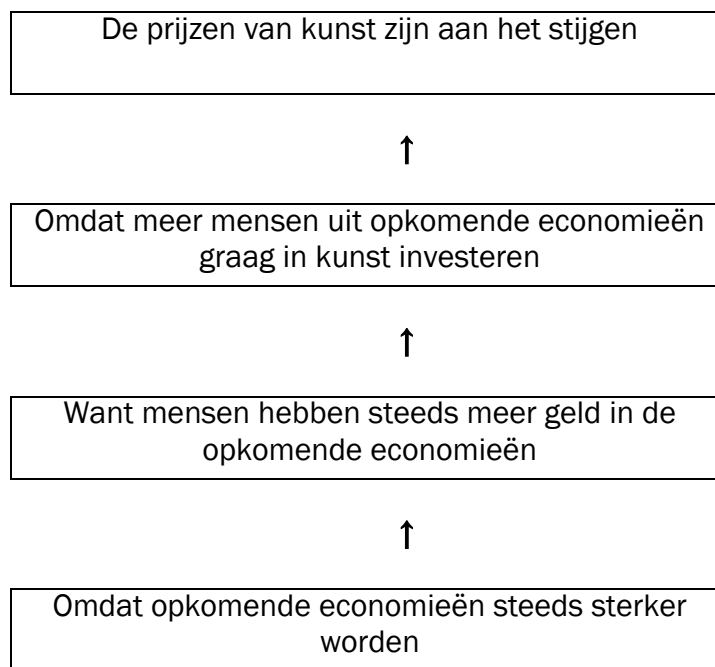 De prijzen van kunst zijn aan het stijgen
↑
Omdat meer mensen uit opkomende economieën
graag in kunst investeren
↑
Want mensen hebben steeds meer geld in de
opkomende economieën
↑
Omdat opkomende economieën steeds sterker
worden